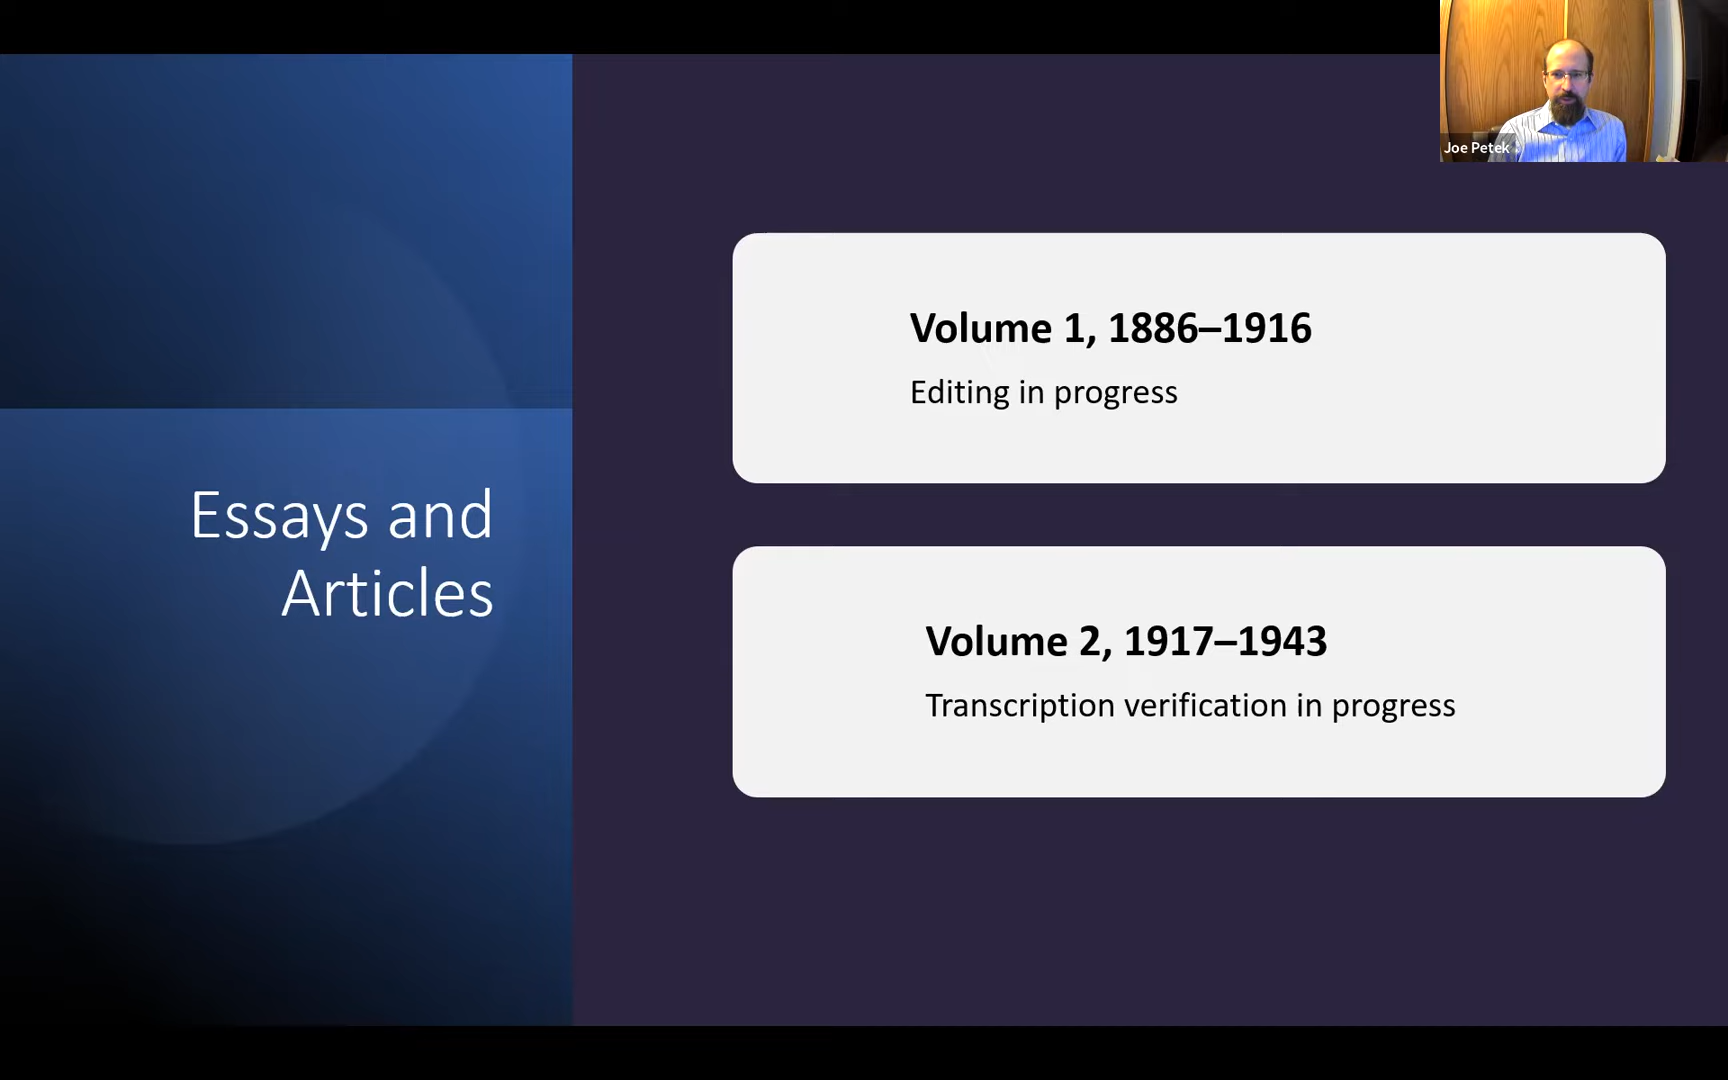 Joe Petek
Essays and
Articles
Volume 1, 1886–1916
Editing in progress
Volume 2, 1917–1943
Transcription verification in progress